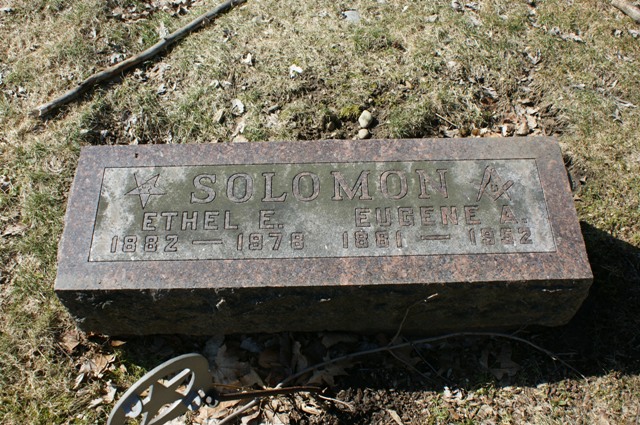 SOLOMON
ETHEL E. EUGENE A.
1882 — 1978 1881 — 1952